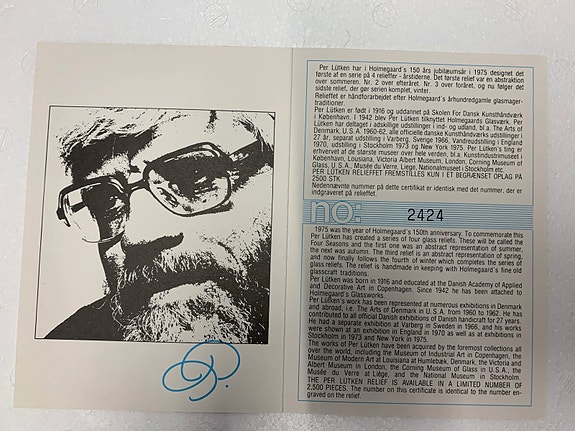 Per Lütken har i Holmegaard's 150 års jubilæumsår i 1975 designet det
første af en serie på 4 relieffer - årstiderne. Det første relief var en abstraktion
over sommeren. Nr. 2 over efteråret. Nr. 3 over foråret, og nu følger det
sidste relief, der gør serien komplet, vinter.
Relieffet er håndforarbejdet efter Holmegaard's århundredgamle glasmager-
traditioner.
Per Lütken er født i 1916 og uddannet på Skolen For Dansk Kunsthåndværk
i København. I 1942 blev Per Lütken tilknyttet Holmegaards Glasværk. Per
Lütken har deltaget i adskillige udstillinger i ind- og udland, bl.a. The Arts of
Denmark, U.S.A. 1960-62, alle officielle danske Kunsthåndværks udstillinger i
27 år, separat udstilling i Varberg, Sverige 1966, Vandreudstilling i England
1970, udstilling i Stockholm 1973 og New York 1975. Per Lütken's ting er
erhvervet af de største museer over hele verden, bl.a. Kunstindustrimuseet i
København, Louisiana, Victoria Albert Museum, London, Corning Museum of
Glass, U.S.A., Musée du Verre, Liege, Nationalmuseet i Stockholm etc.
PER LÜTKEN RELIEFFET FREMSTILLES KUN I ET BEGRÆNSET OPLAG PÅ
2500 STK.
Nedennævnte nummer på dette certifikat er identisk med det nummer, der er
indgraveret på relieffet.
no: 2424
1975 was the year of Holmegaard's 150th anniversary. To commemorate this
Per Lütken has created a series of four glass reliefs. These will be called the
Four Seasons and the first one was an abstract representation of summer,
the next was autumn. The third relief is an abstract representation of spring,
and now finally follows the fourth of winter which completes the series of
glass reliefs. The relief is handmade in keeping with Holmegaard's fine old
glasscraft traditions.
Per Lütken was born in 1916 and educated at the Danish Academy of Applied
and Decorative Art in Copenhagen. Since 1942 he has been attached to
Holmegaard's Glassworks.
Per Lütken's work has been represented at numerous exhibitions in Denmark
and abroad, i.e. The Arts of Denmark in U.S.A. from 1960 to 1962. He has
contributed to all official Danish exhibitions of Danish handicraft for 27 years.
He had a separate exhibition at Varberg in Sweden in 1966, and his works
were shown at an exhibition in England in 1970 as well as at exhibitions in
Stockholm in 1973 and New York in 1975.
The works of Per Lütken have been acquired by the foremost collections all
over the world, including the Museum of Industrial Art in Copenhagen, the
Museum of Modern Art at Louisiana at Humlebæk, Denmark, the Victoria and
Albert Museum in London, the Corning Museum of Glass in U.S.A., the
Musée du Verre at Liège, and the National Museum in Stockholm.
THE PER LÜTKEN RELIEF IS AVAILABLE IN A LIMITED NUMBER OF
2,500 PIECES. The number on this certificate is identical to the number en-
graved on the relief.